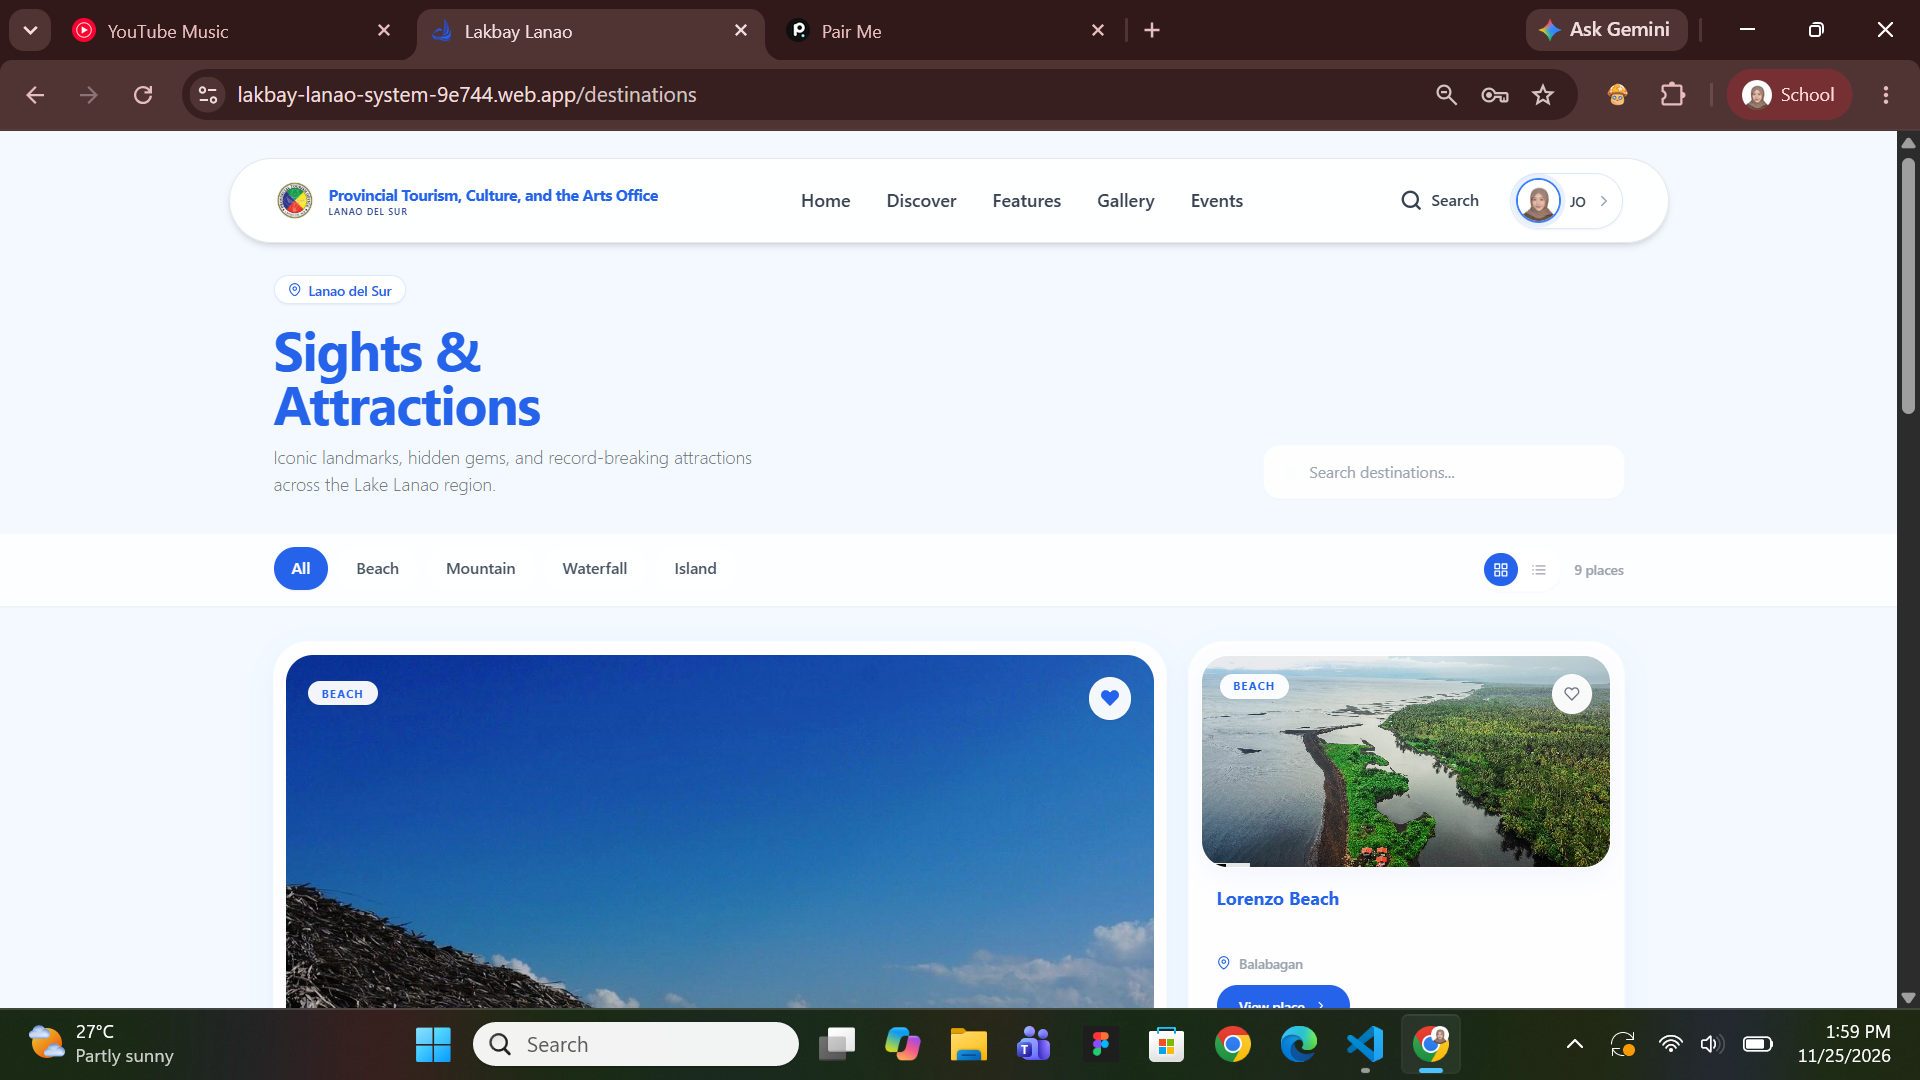 YouTube Music
Lakbay Lanao
Pair Me
Ask Gemini
lakbay-lanao-system-9e744.web.app/destinations
School
Provincial Tourism, Culture, and the Arts Office
LANAO DEL SUR
Home
Discover
Features
Gallery
Events
Search
JO
Lanao del Sur
Sights &
Attractions
Iconic landmarks, hidden gems, and record-breaking attractions
across the Lake Lanao region.
Search destinations...
All
Beach
Mountain
Waterfall
Island
9 places
BEACH
BEACH
Lorenzo Beach
Balabagan
View place
27°C
Partly sunny
Search
1:59 PM
11/25/2026